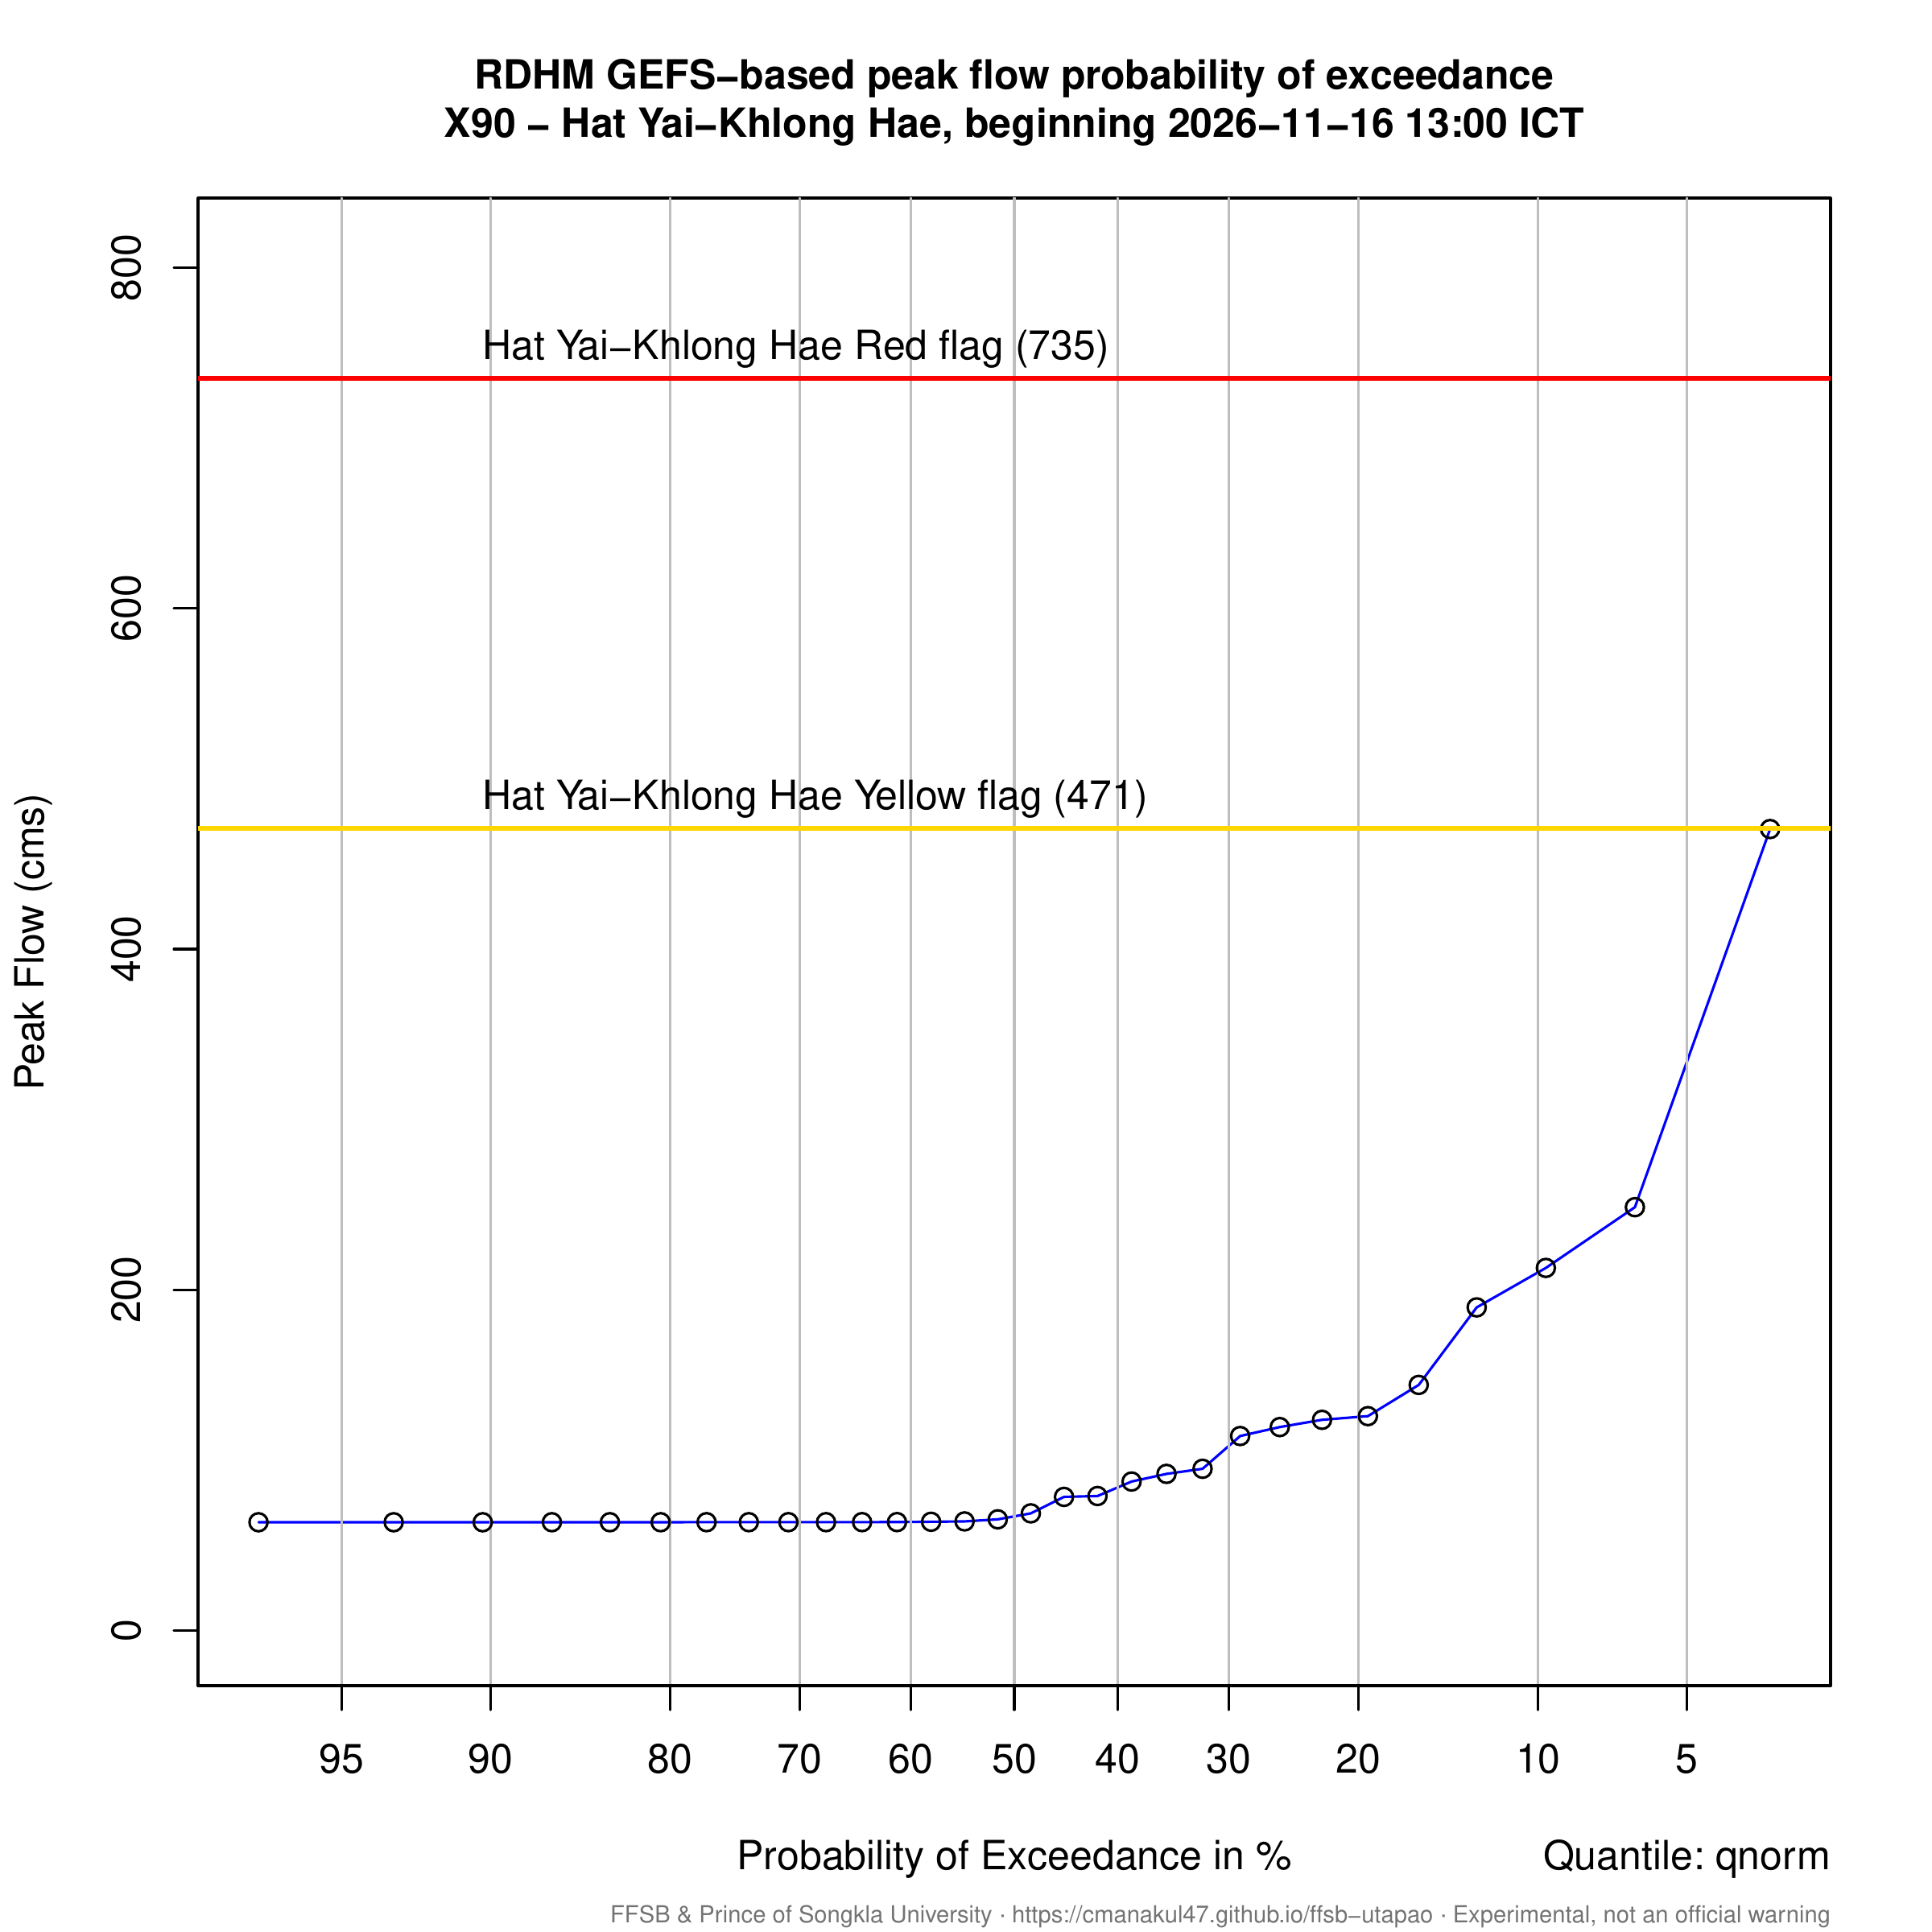 RDHM GEFS–based peak flow probability of exceedance
X90 – Hat Yai–Khlong Hae, beginning 2026–11–16 13:00 ICT
800
600
400
200
0
Peak Flow (cms)
Hat Yai–Khlong Hae Red flag (735)
Hat Yai–Khlong Hae Yellow flag (471)
95 90 80 70 60 50 40 30 20 10 5
Probability of Exceedance in %
Quantile: qnorm
FFSB & Prince of Songkla University · https://cmanakul47.github.io/ffsb–utapao · Experimental, not an official warning